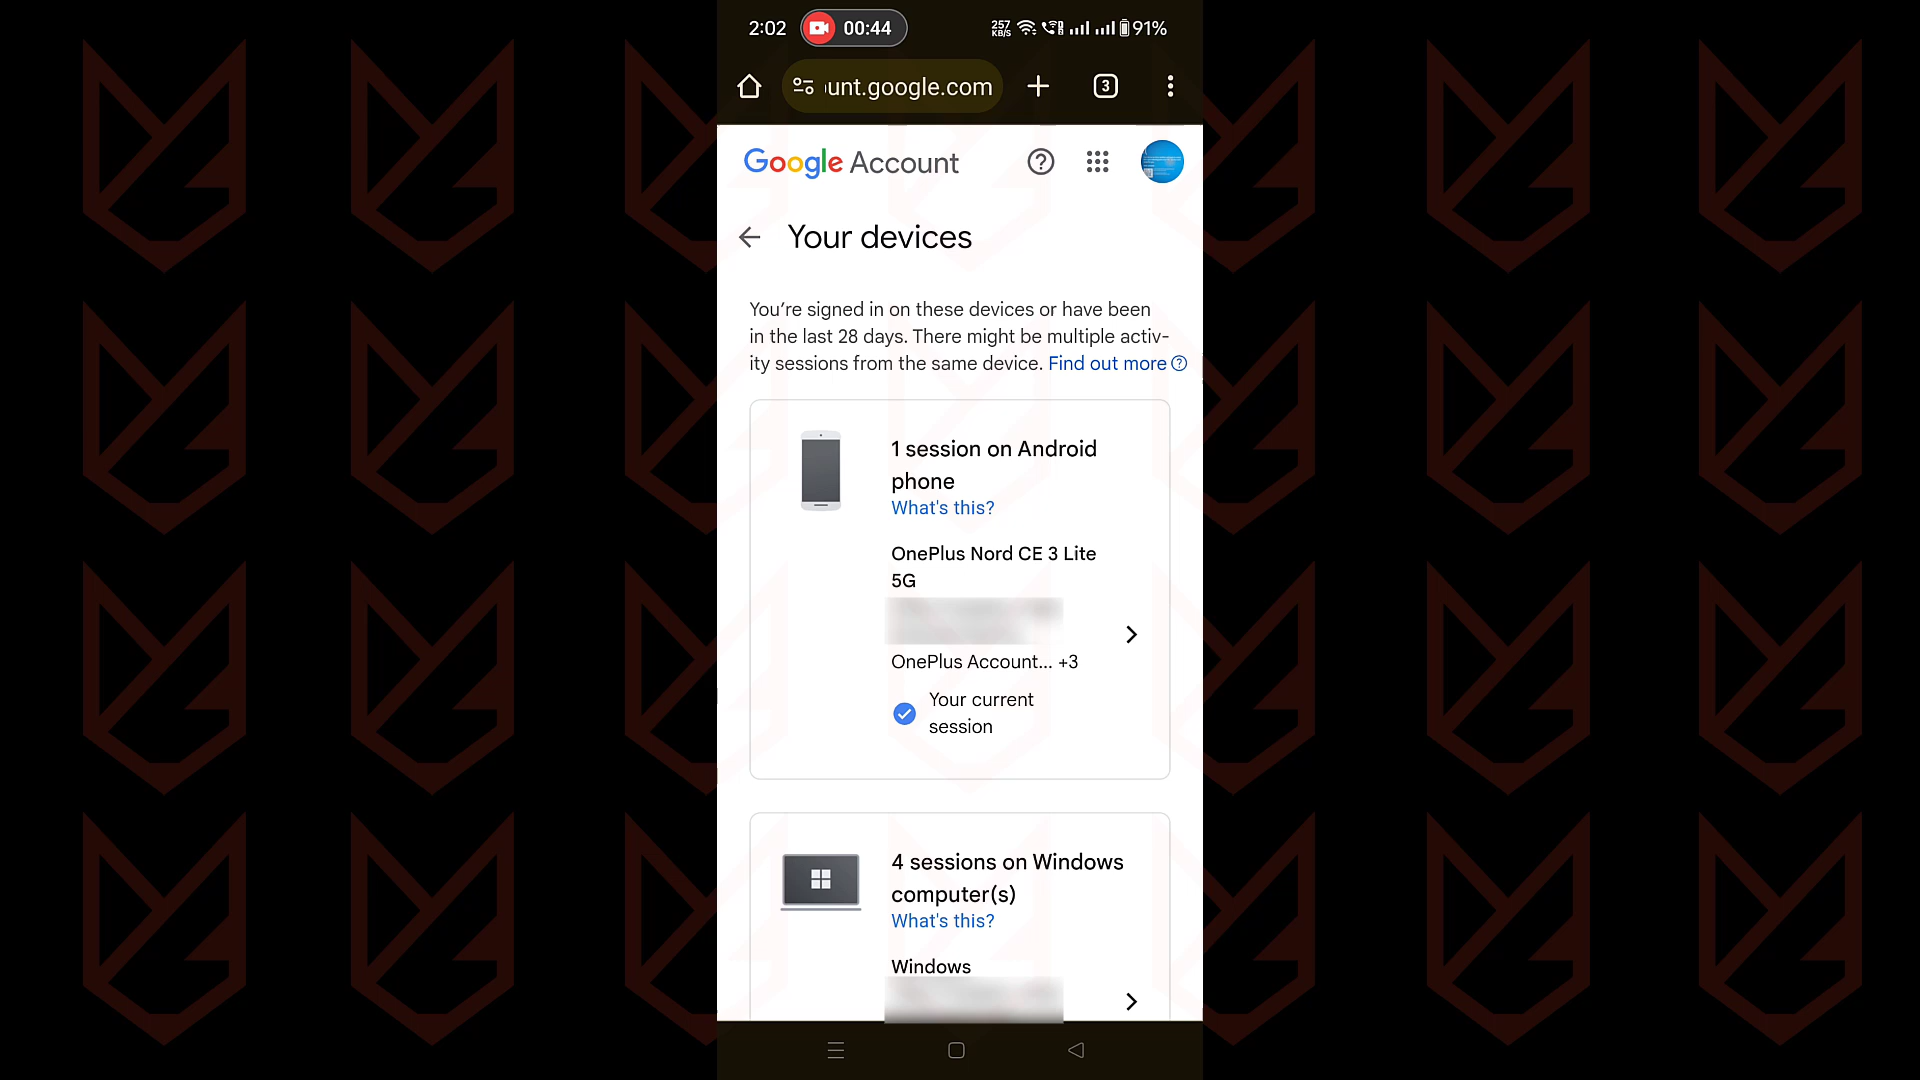 2:02 00:44 257 KB/S 91%
ount.google.com 3
Google Account
Your devices
You’re signed in on these devices or have been
in the last 28 days. There might be multiple activ-
ity sessions from the same device. Find out more
1 session on Android
phone
What's this?
OnePlus Nord CE 3 Lite
5G
OnePlus Account... +3
Your current
session
4 sessions on Windows
computer(s)
What's this?
Windows